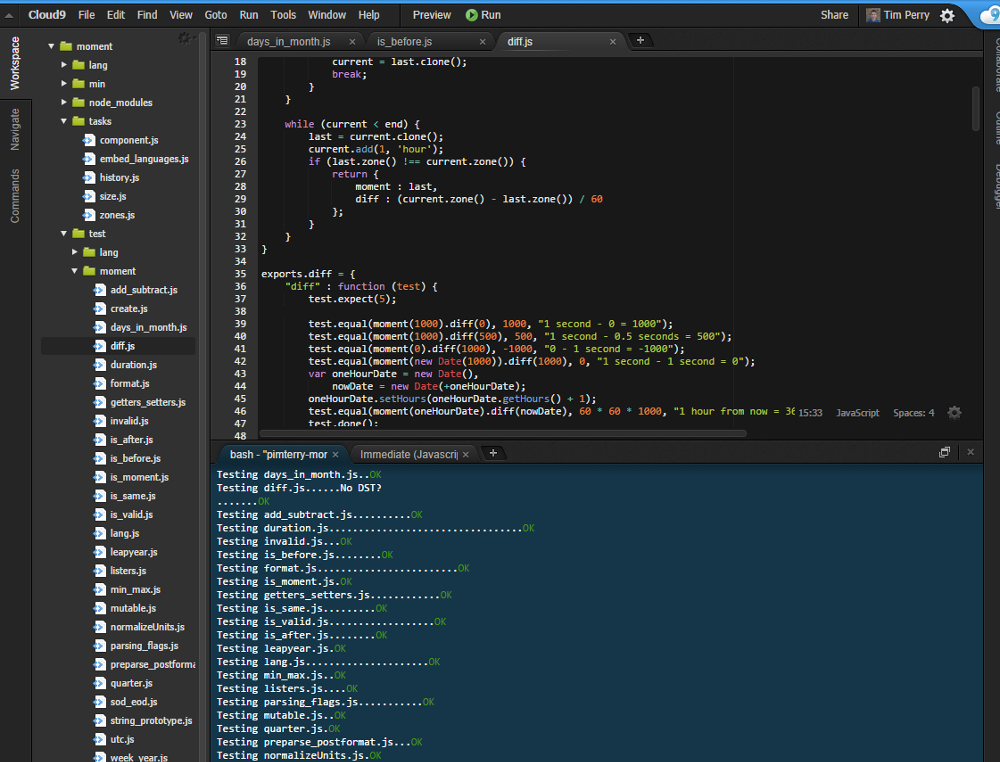 Cloud9 File Edit Find View Goto Run Tools Window Help Preview Run Share Tim Perry
Workspace
Navigate
Commands
moment
lang
min
node_modules
tasks
component.js
embed_languages.js
history.js
size.js
zones.js
test
lang
moment
add_subtract.js
create.js
days_in_month.js
diff.js
duration.js
format.js
getters_setters.js
invalid.js
is_after.js
is_before.js
is_moment.js
is_same.js
is_valid.js
lang.js
leapyear.js
listers.js
min_max.js
mutable.js
normalizeUnits.js
parsing_flags.js
preparse_postforma
quarter.js
sod_eod.js
string_prototype.js
utc.js
week_year.js
days_in_month.js × is_before.js × diff.js × +
18 current = last.clone();
19 break;
20 }
21 }
22
23 while (current < end) {
24 last = current.clone();
25 current.add(1, 'hour');
26 if (last.zone() !== current.zone()) {
27 return {
28 moment : last,
29 diff : (current.zone() - last.zone()) / 60
30 };
31 }
32 }
33 }
34
35 exports.diff = {
36 "diff" : function (test) {
37 test.expect(5);
38
39 test.equal(moment(1000).diff(0), 1000, "1 second - 0 = 1000");
40 test.equal(moment(1000).diff(500), 500, "1 second - 0.5 seconds = 500");
41 test.equal(moment(0).diff(1000), -1000, "0 - 1 second = -1000");
42 test.equal(moment(new Date(1000)).diff(1000), 0, "1 second - 1 second = 0");
43 var oneHourDate = new Date(),
44 nowDate = new Date(+oneHourDate);
45 oneHourDate.setHours(oneHourDate.getHours() + 1);
46 test.equal(moment(oneHourDate).diff(nowDate), 60 * 60 * 1000, "1 hour from now = 36
47 test.done();
48
15:33 JavaScript Spaces: 4
Collaborate
Outline
Debugger
bash - "pimterry-mor × Immediate (Javascrip × +
Testing days_in_month.js..OK
Testing diff.js......No DST?
.......OK
Testing add_subtract.js..........OK
Testing duration.js.................................OK
Testing invalid.js...OK
Testing is_before.js........OK
Testing format.js........................OK
Testing is_moment.js.OK
Testing getters_setters.js............OK
Testing is_same.js.........OK
Testing is_valid.js..................OK
Testing is_after.js........OK
Testing leapyear.js.OK
Testing lang.js.....................OK
Testing min_max.js..OK
Testing listers.js....OK
Testing parsing_flags.js...........OK
Testing mutable.js..OK
Testing quarter.js.OK
Testing preparse_postformat.js...OK
Testing normalizeUnits.js.OK